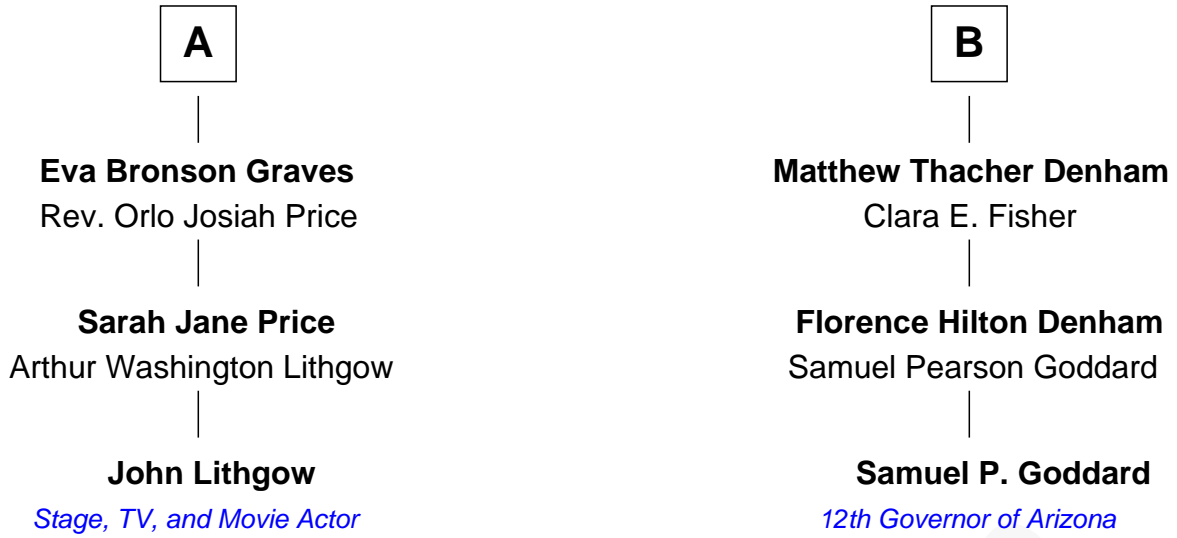 A
Eva Bronson Graves
Rev. Orlo Josiah Price
Sarah Jane Price
Arthur Washington Lithgow
John Lithgow
Stage, TV, and Movie Actor
B
Matthew Thacher Denham
Clara E. Fisher
Florence Hilton Denham
Samuel Pearson Goddard
Samuel P. Goddard
12th Governor of Arizona